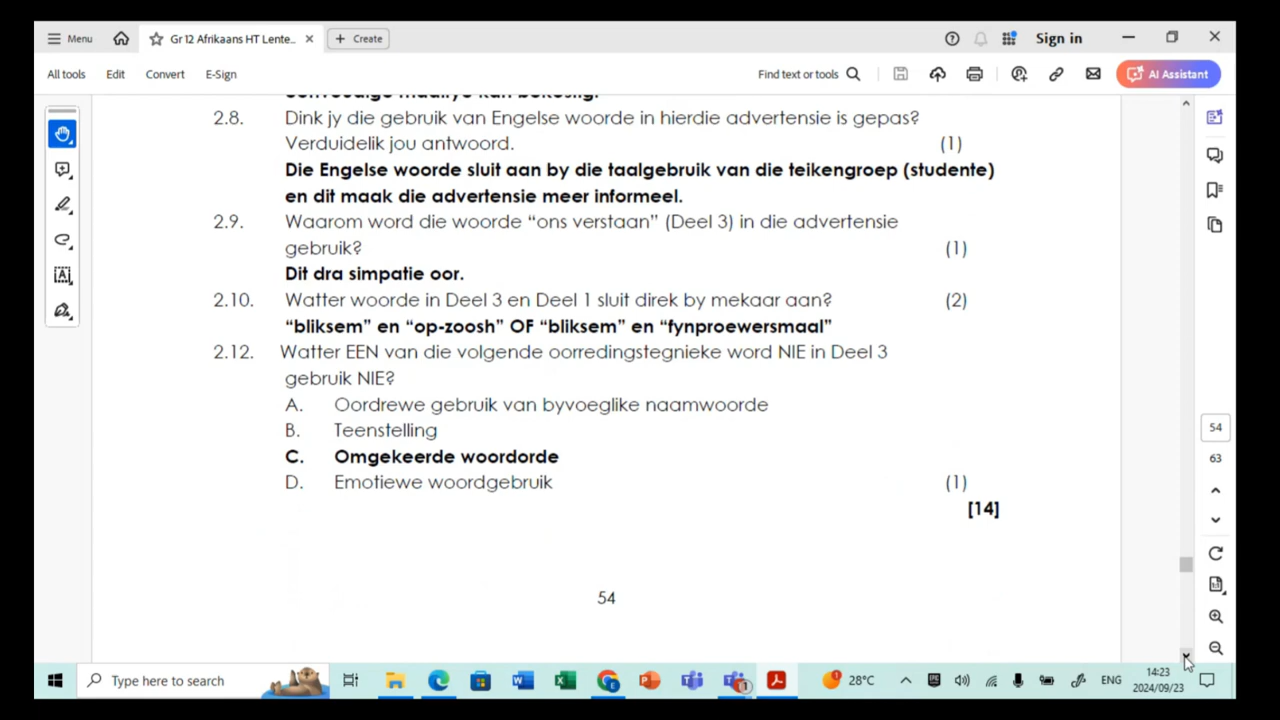 Menu
Gr 12 Afrikaans HT Lente...
+ Create
Sign in
All tools
Edit
Convert
E-Sign
Find text or tools
AI Assistant
2.8. Dink jy die gebruik van Engelse woorde in hierdie advertensie is gepas?
Verduidelik jou antwoord. (1)
Die Engelse woorde sluit aan by die taalgebruik van die teikengroep (studente)
en dit maak die advertensie meer informeel.
2.9. Waarom word die woorde “ons verstaan” (Deel 3) in die advertensie
gebruik? (1)
Dit dra simpatie oor.
2.10. Watter woorde in Deel 3 en Deel 1 sluit direk by mekaar aan? (2)
“bliksem” en “op-zoosh” OF “bliksem” en “fynproewersmaal”
2.12. Watter EEN van die volgende oorredingstegnieke word NIE in Deel 3
gebruik NIE?
A. Oordrewe gebruik van byvoeglike naamwoorde
B. Teenstelling
C. Omgekeerde woordorde
D. Emotiewe woordgebruik (1)
[14]
54
54
63
Type here to search
28°C
ENG
14:23
2024/09/23